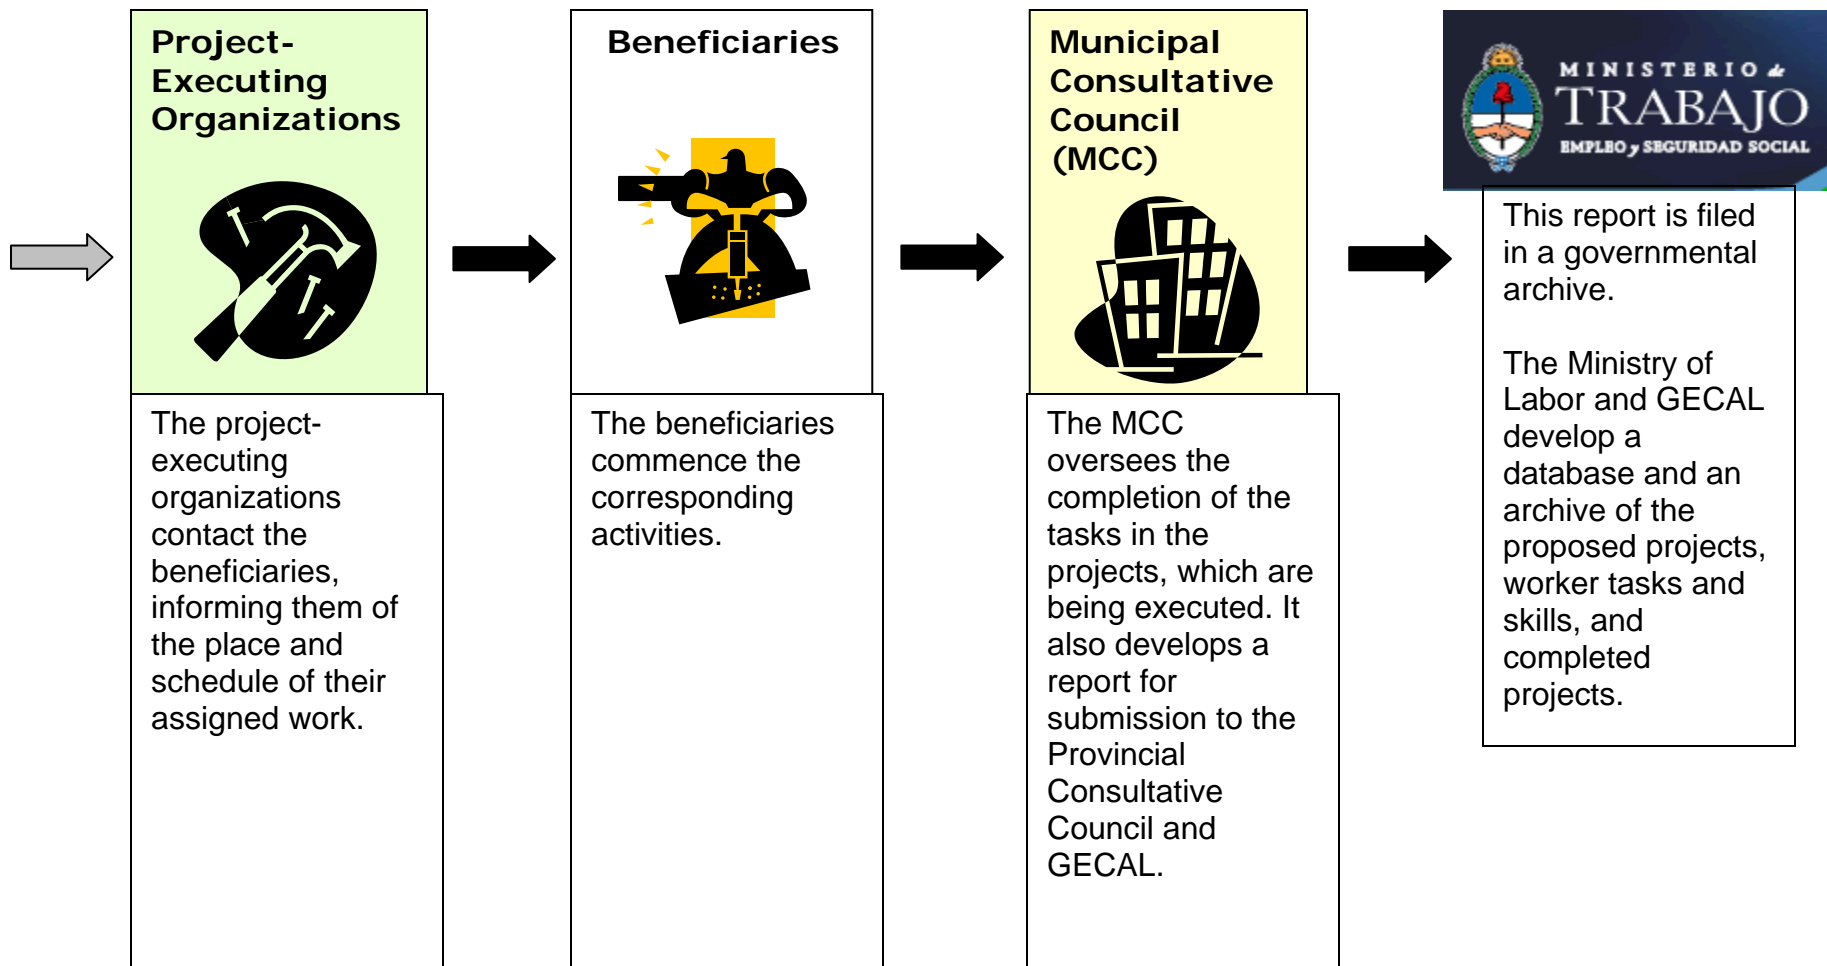 Project-
Executing
Organizations
The project-
executing
organizations
contact the
beneficiaries,
informing them of
the place and
schedule of their
assigned work.
Beneficiaries
The beneficiaries
commence the
corresponding
activities.
Municipal
Consultative
Council
(MCC)
The MCC
oversees the
completion of the
tasks in the
projects, which are
being executed. It
also develops a
report for
submission to the
Provincial
Consultative
Council and
GECAL.
MINISTERIO de
TRABAJO
EMPLEO y SEGURIDAD SOCIAL
This report is filed
in a governmental
archive.
The Ministry of
Labor and GECAL
develop a
database and an
archive of the
proposed projects,
worker tasks and
skills, and
completed
projects.